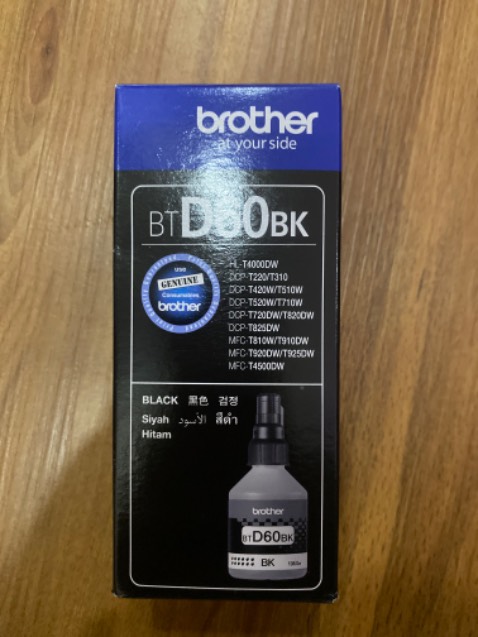 brother
at your side
BTD60BK
USE
GENUINE
Consumables
brother
HL-T4000DW
DCP-T220/T310
DCP-T420W/T510W
DCP-T520W/T710W
DCP-T720DW/T820DW
DCP-T825DW
MFC-T810W/T910DW
MFC-T920DW/T925DW
MFC-T4500DW
BLACK 黑色 검정
Siyah الأسود สีดำ
Hitam
brother
BTD60BK
BK